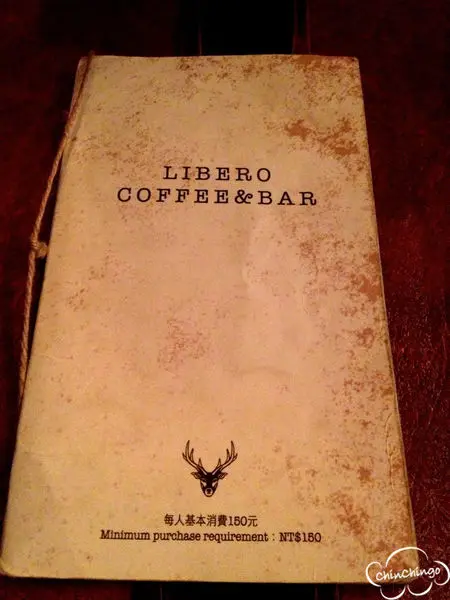 LIBERO
COFFEE&BAR
每人基本消費150元
Minimum purchase requirement : NT$150
chinchingo